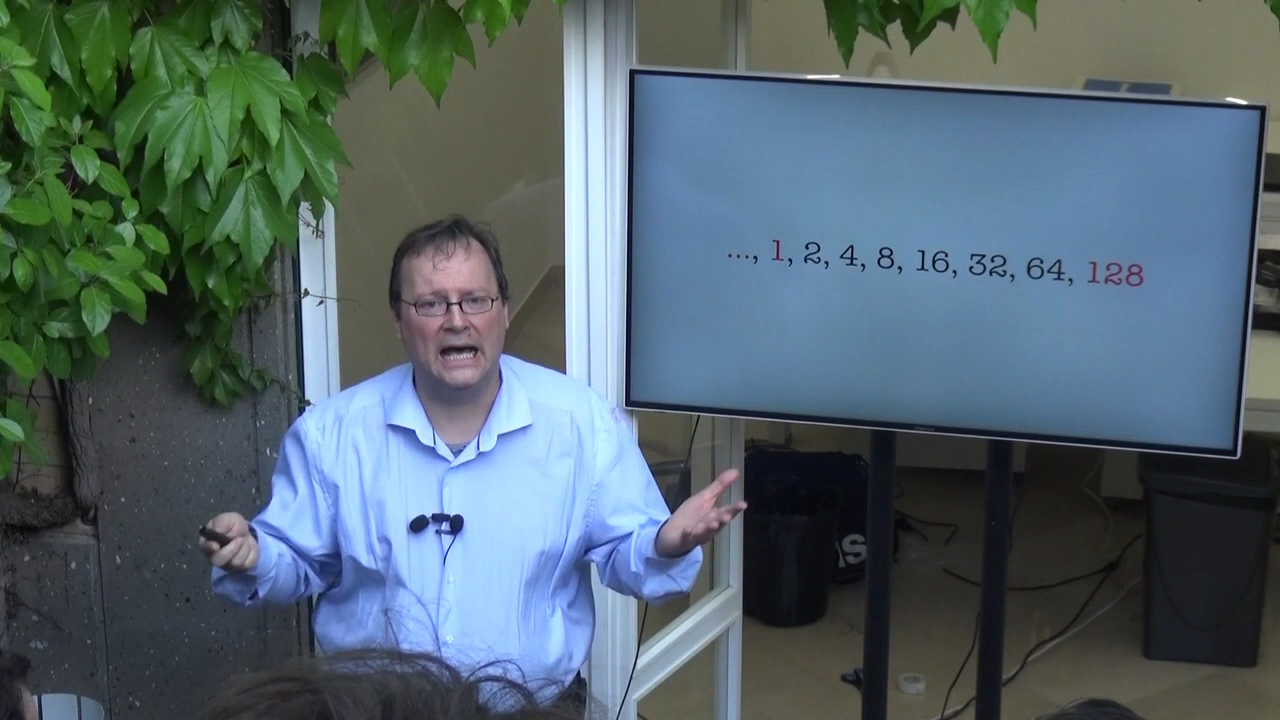 ..., 1, 2, 4, 8, 16, 32, 64, 128